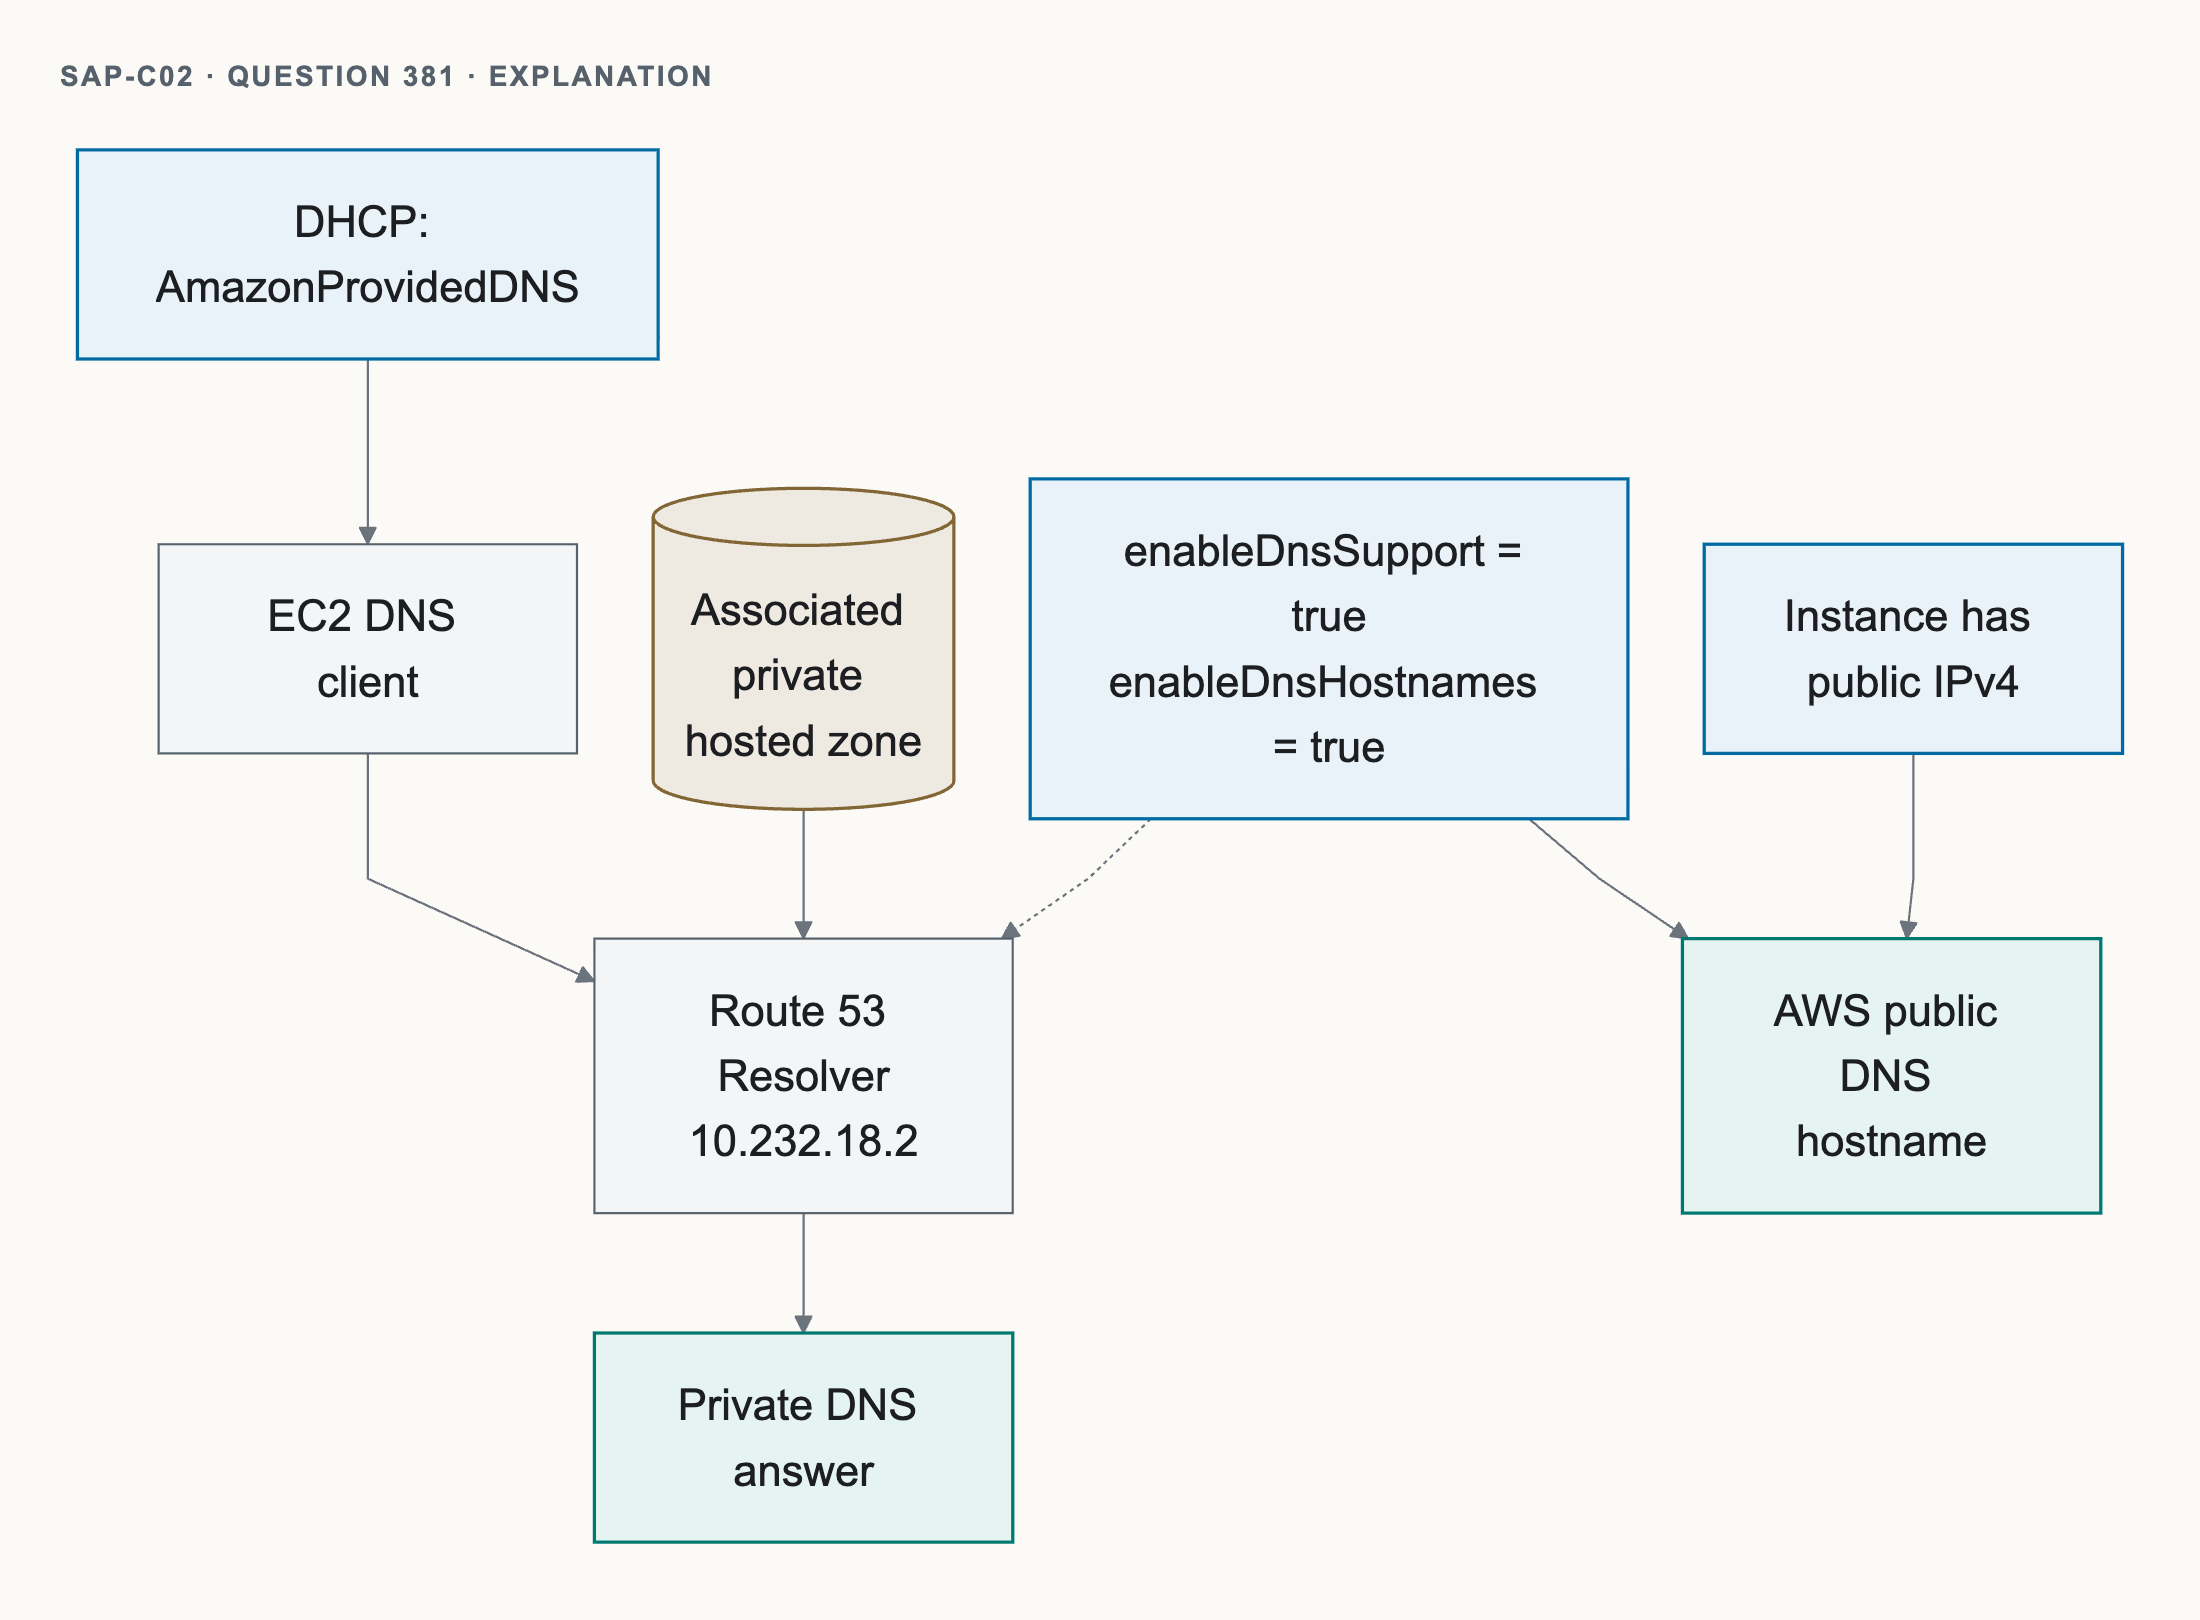 SAP-C02 · QUESTION 381 · EXPLANATION
DHCP:
AmazonProvidedDNS
EC2 DNS
client
Associated
private
hosted zone
enableDnsSupport =
true
enableDnsHostnames
= true
Instance has
public IPv4
Route 53
Resolver
10.232.18.2
AWS public
DNS
hostname
Private DNS
answer